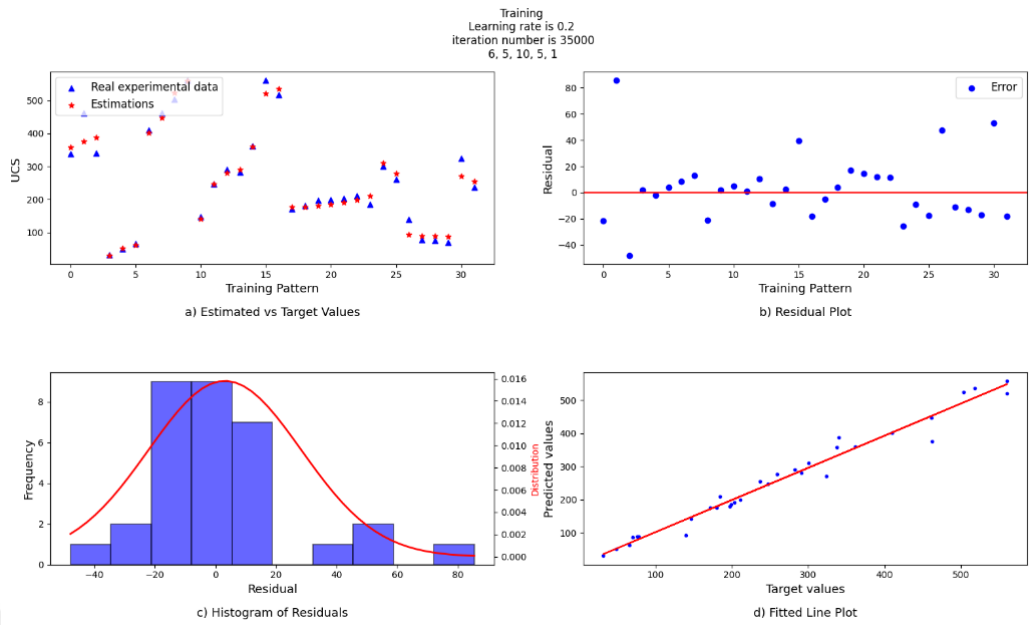 Training
Learning rate is 0.2
iteration number is 35000
6, 5, 10, 5, 1
Real experimental data
Estimations
UCS
500
400
300
200
100
0 5 10 15 20 25 30
Training Pattern
a) Estimated vs Target Values
Error
Residual
80
60
40
20
0
−20
−40
0 5 10 15 20 25 30
Training Pattern
b) Residual Plot
Frequency
8
6
4
2
0
0.016
0.014
0.012
0.010
0.008
0.006
0.004
0.002
0.000
Distribution
−40 −20 0 20 40 60 80
Residual
c) Histogram of Residuals
Predicted values
500
400
300
200
100
100 200 300 400 500
Target values
d) Fitted Line Plot